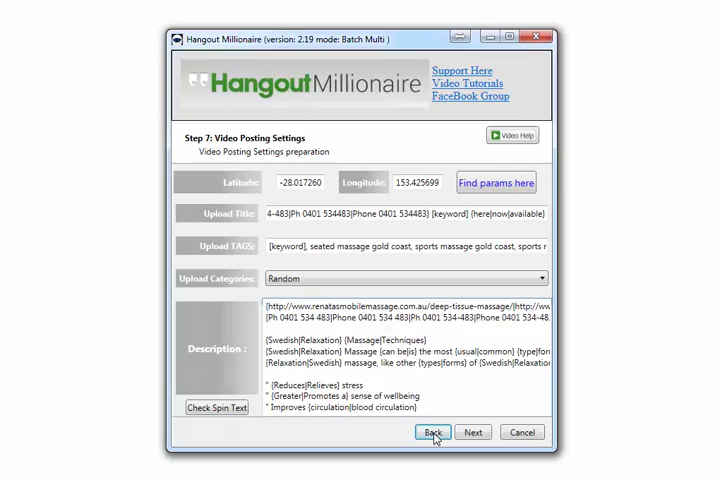 Hangout Millionaire (version: 2.19 mode: Batch Multi )
HangoutMillionaire
Support Here
Video Tutorials
FaceBook Group
Step 7: Video Posting Settings
Video Help
Video Posting Settings preparation
Latitude: -28.017260 Longitude: 153.425699 Find params here
Upload Title: 4-483|Ph 0401 534483|Phone 0401 534483} [keyword] {here|now|available}
Upload TAGS: [keyword], seated massage gold coast, sports massage gold coast, sports r
Upload Categories: Random
Description :
{http://www.renatasmobilemassage.com.au/deep-tissue-massage/|http://ww
{Ph 0401 534 483|Phone 0401 534 483|Ph 0401 534-483|Phone 0401 534-48
{Swedish|Relaxation} {Massage|Techniques}
{Swedish|Relaxation} Massage {can be|is} the most {usual|common} {type|forn
{Relaxation|Swedish} massage, like other {types|forms} of {Swedish|Relaxation
* {Reduces|Relieves} stress
* {Greater|Promotes a} sense of wellbeing
* Improves {circulation|blood circulation}
Check Spin Text
Back Next Cancel